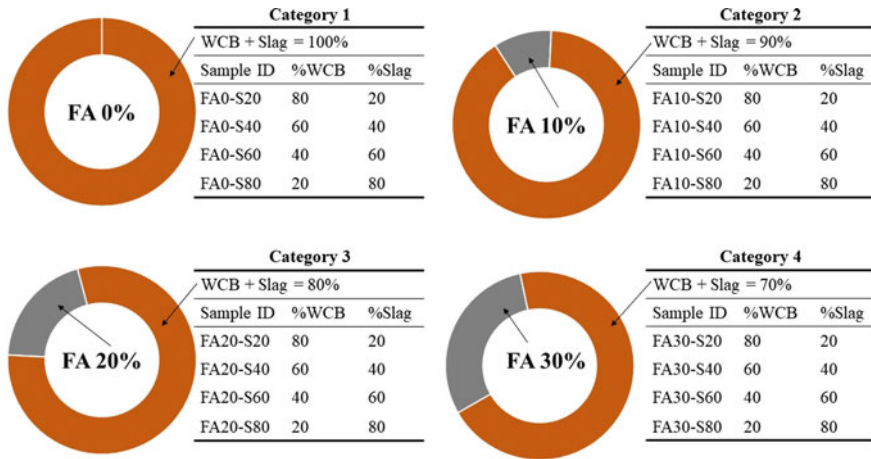 Category 1
WCB + Slag = 100%
Sample ID %WCB %Slag
FA0-S20 80 20
FA0-S40 60 40
FA0-S60 40 60
FA0-S80 20 80
FA 0%
Category 2
WCB + Slag = 90%
Sample ID %WCB %Slag
FA10-S20 80 20
FA10-S40 60 40
FA10-S60 40 60
FA10-S80 20 80
FA 10%
Category 3
WCB + Slag = 80%
Sample ID %WCB %Slag
FA20-S20 80 20
FA20-S40 60 40
FA20-S60 40 60
FA20-S80 20 80
FA 20%
Category 4
WCB + Slag = 70%
Sample ID %WCB %Slag
FA30-S20 80 20
FA30-S40 60 40
FA30-S60 40 60
FA30-S80 20 80
FA 30%